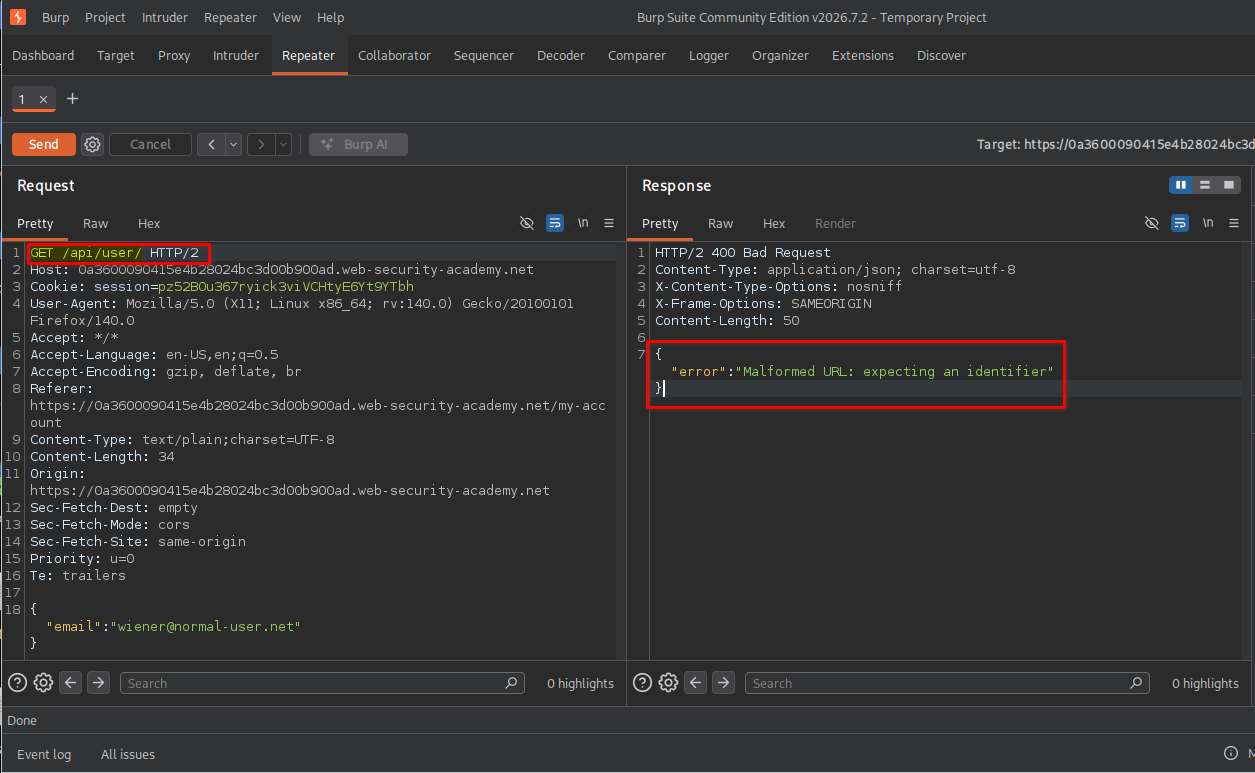 Burp Project Intruder Repeater View Help Burp Suite Community Edition v2026.7.2 - Temporary Project
Dashboard Target Proxy Intruder Repeater Collaborator Sequencer Decoder Comparer Logger Organizer Extensions Discover
1 × +
Send Cancel < > Burp AI Target: https://0a3600090415e4b28024bc3d
Request
Pretty Raw Hex \n
1 GET /api/user/ HTTP/2
2 Host: 0a3600090415e4b28024bc3d00b900ad.web-security-academy.net
3 Cookie: session=pz52BOu367ryick3viVCHtyE6Yt9YTbh
4 User-Agent: Mozilla/5.0 (X11; Linux x86_64; rv:140.0) Gecko/20100101
Firefox/140.0
5 Accept: */*
6 Accept-Language: en-US,en;q=0.5
7 Accept-Encoding: gzip, deflate, br
8 Referer:
https://0a3600090415e4b28024bc3d00b900ad.web-security-academy.net/my-acc
ount
9 Content-Type: text/plain;charset=UTF-8
10 Content-Length: 34
11 Origin:
https://0a3600090415e4b28024bc3d00b900ad.web-security-academy.net
12 Sec-Fetch-Dest: empty
13 Sec-Fetch-Mode: cors
14 Sec-Fetch-Site: same-origin
15 Priority: u=0
16 Te: trailers
17
18 {
"email":"wiener@normal-user.net"
}
Search 0 highlights
Response
Pretty Raw Hex Render \n
1 HTTP/2 400 Bad Request
2 Content-Type: application/json; charset=utf-8
3 X-Content-Type-Options: nosniff
4 X-Frame-Options: SAMEORIGIN
5 Content-Length: 50
6
7 {
"error":"Malformed URL: expecting an identifier"
}
Search 0 highlights
Done
Event log All issues